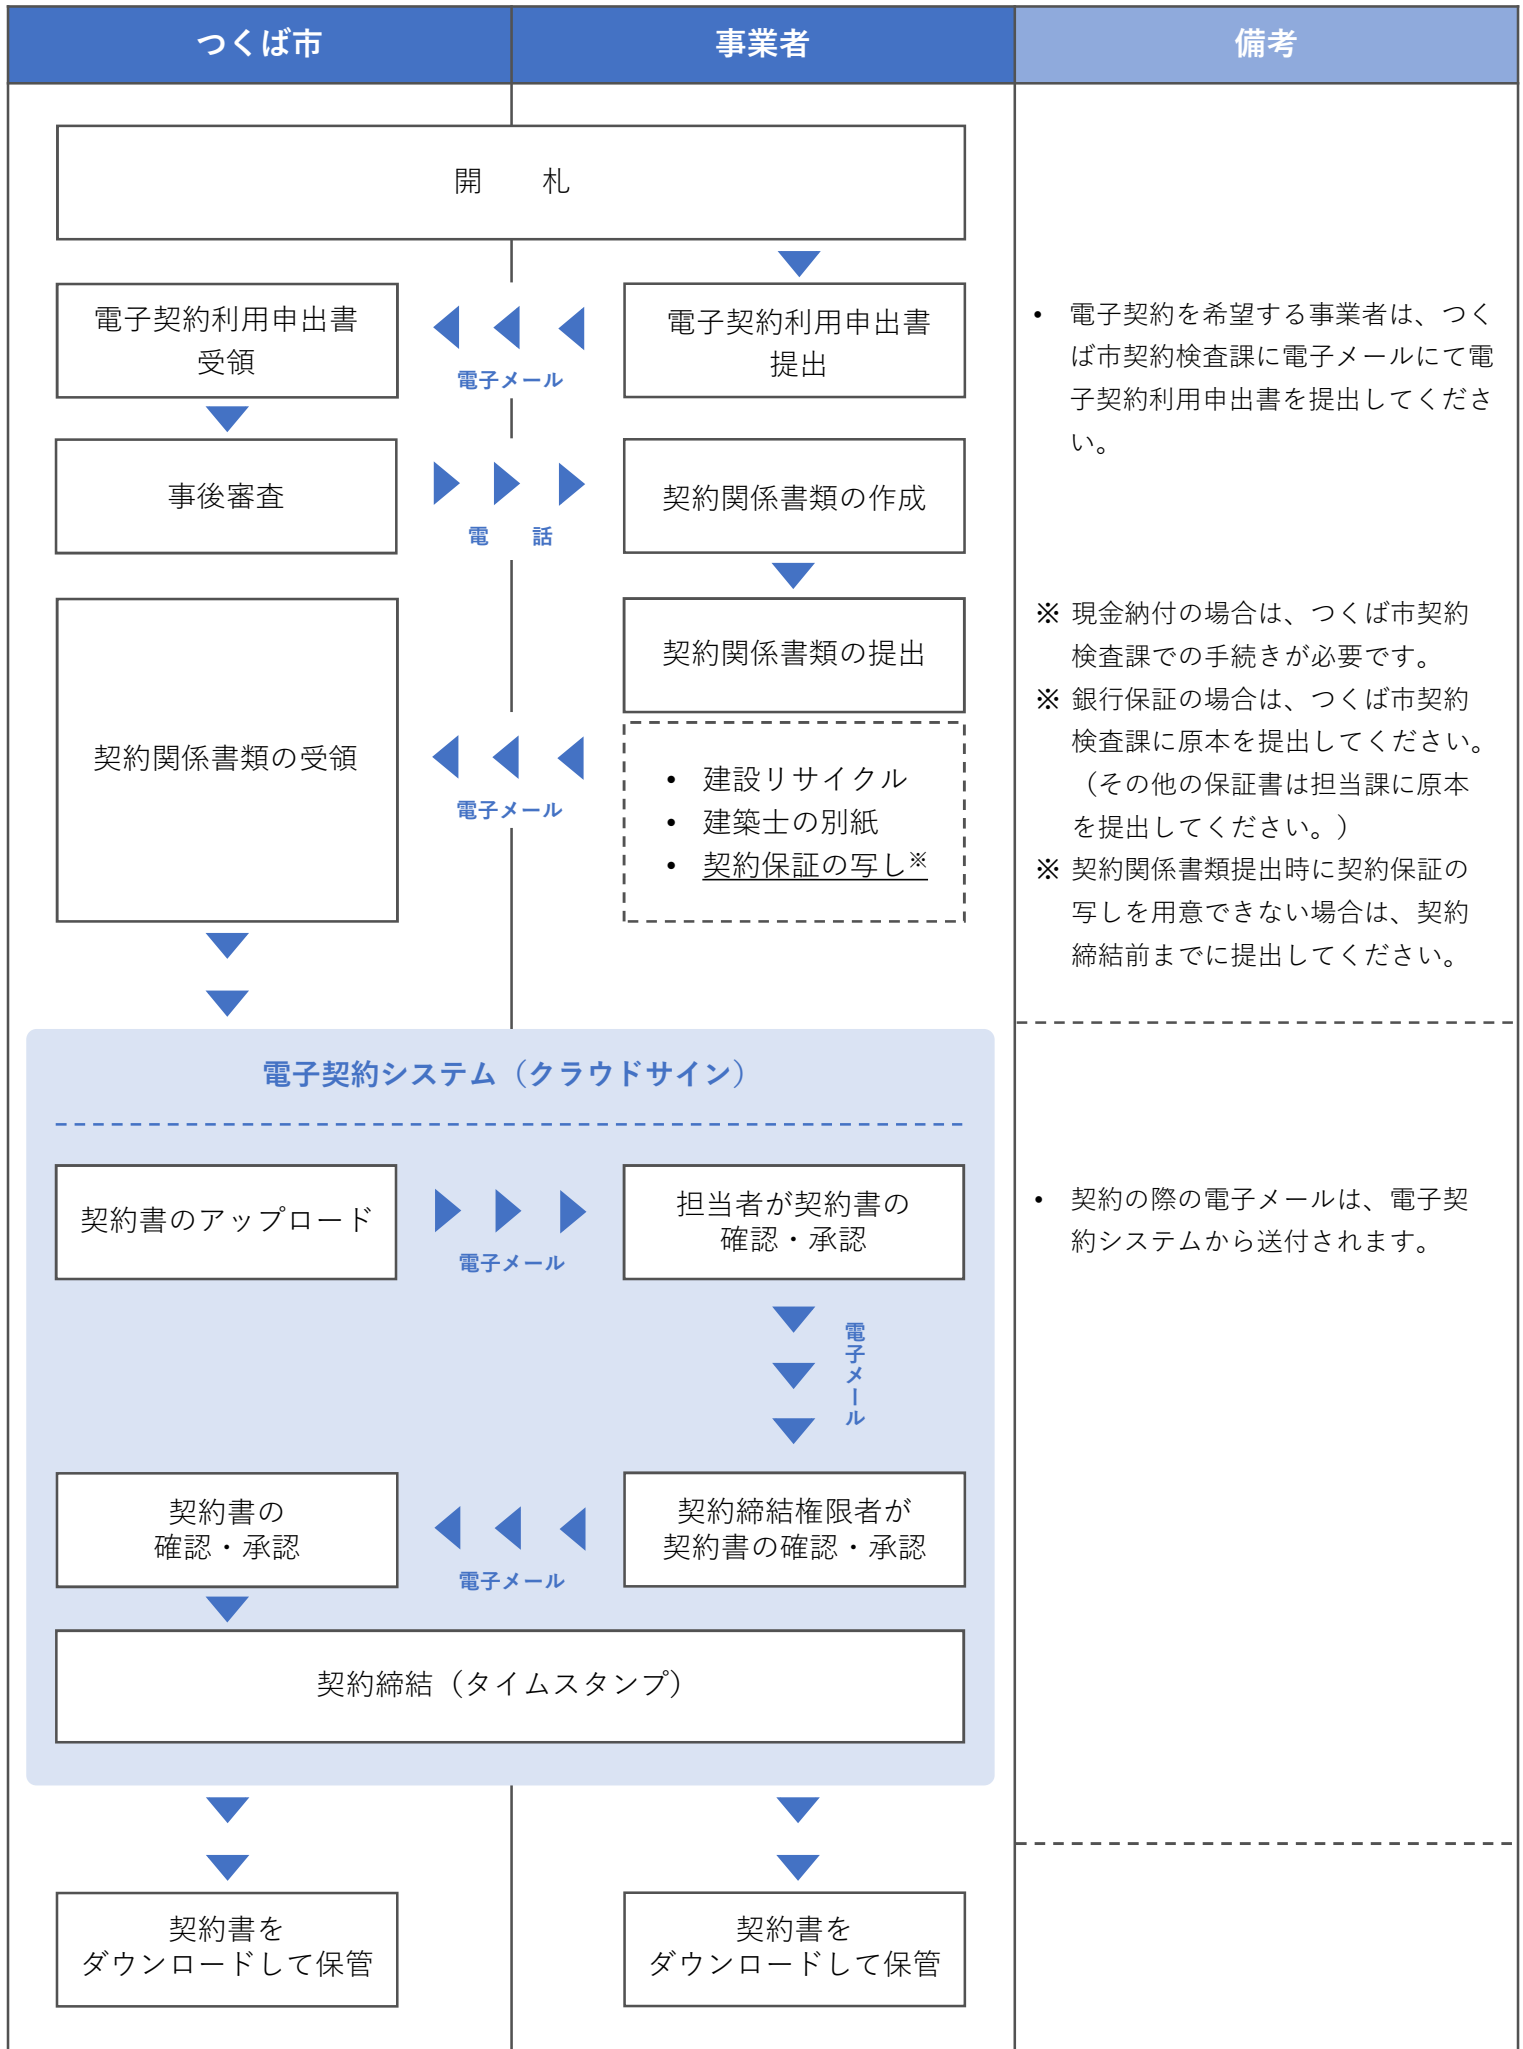 つくば市
事業者
備考
開　　札
電子契約利用申出書
受領
電子メール
電子契約利用申出書
提出
• 電子契約を希望する事業者は、つく
ば市契約検査課に電子メールにて電
子契約利用申出書を提出してくださ
い。
事後審査
電　　話
契約関係書類の作成
契約関係書類の受領
電子メール
契約関係書類の提出
• 建設リサイクル
• 建築士の別紙
• 契約保証の写し※
※ 現金納付の場合は、つくば市契約
検査課での手続きが必要です。
※ 銀行保証の場合は、つくば市契約
検査課に原本を提出してください。
（その他の保証書は担当課に原本
を提出してください。）
※ 契約関係書類提出時に契約保証の
写しを用意できない場合は、契約
締結前までに提出してください。
電子契約システム（クラウドサイン）
契約書のアップロード
電子メール
担当者が契約書の
確認・承認
• 契約の際の電子メールは、電子契
約システムから送付されます。
電子メール
契約書の
確認・承認
電子メール
契約締結権限者が
契約書の確認・承認
契約締結（タイムスタンプ）
契約書を
ダウンロードして保管
契約書を
ダウンロードして保管